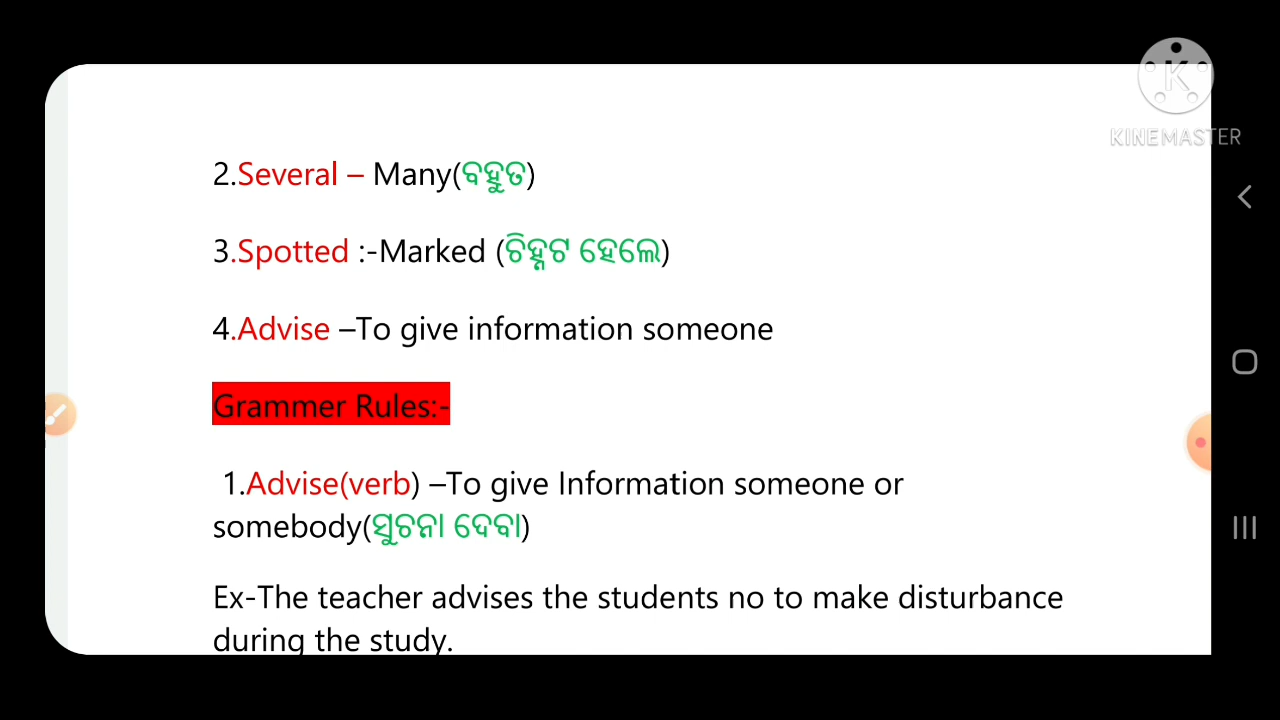 KINEMASTER
2.Several – Many(ବହୁତ)
3.Spotted :-Marked (ଚିହ୍ନଟ ହେଲେ)
4.Advise –To give information someone
Grammer Rules:-
1.Advise(verb) –To give Information someone or
somebody(ସୁଚନା ଦେବା)
Ex-The teacher advises the students no to make disturbance
during the study.